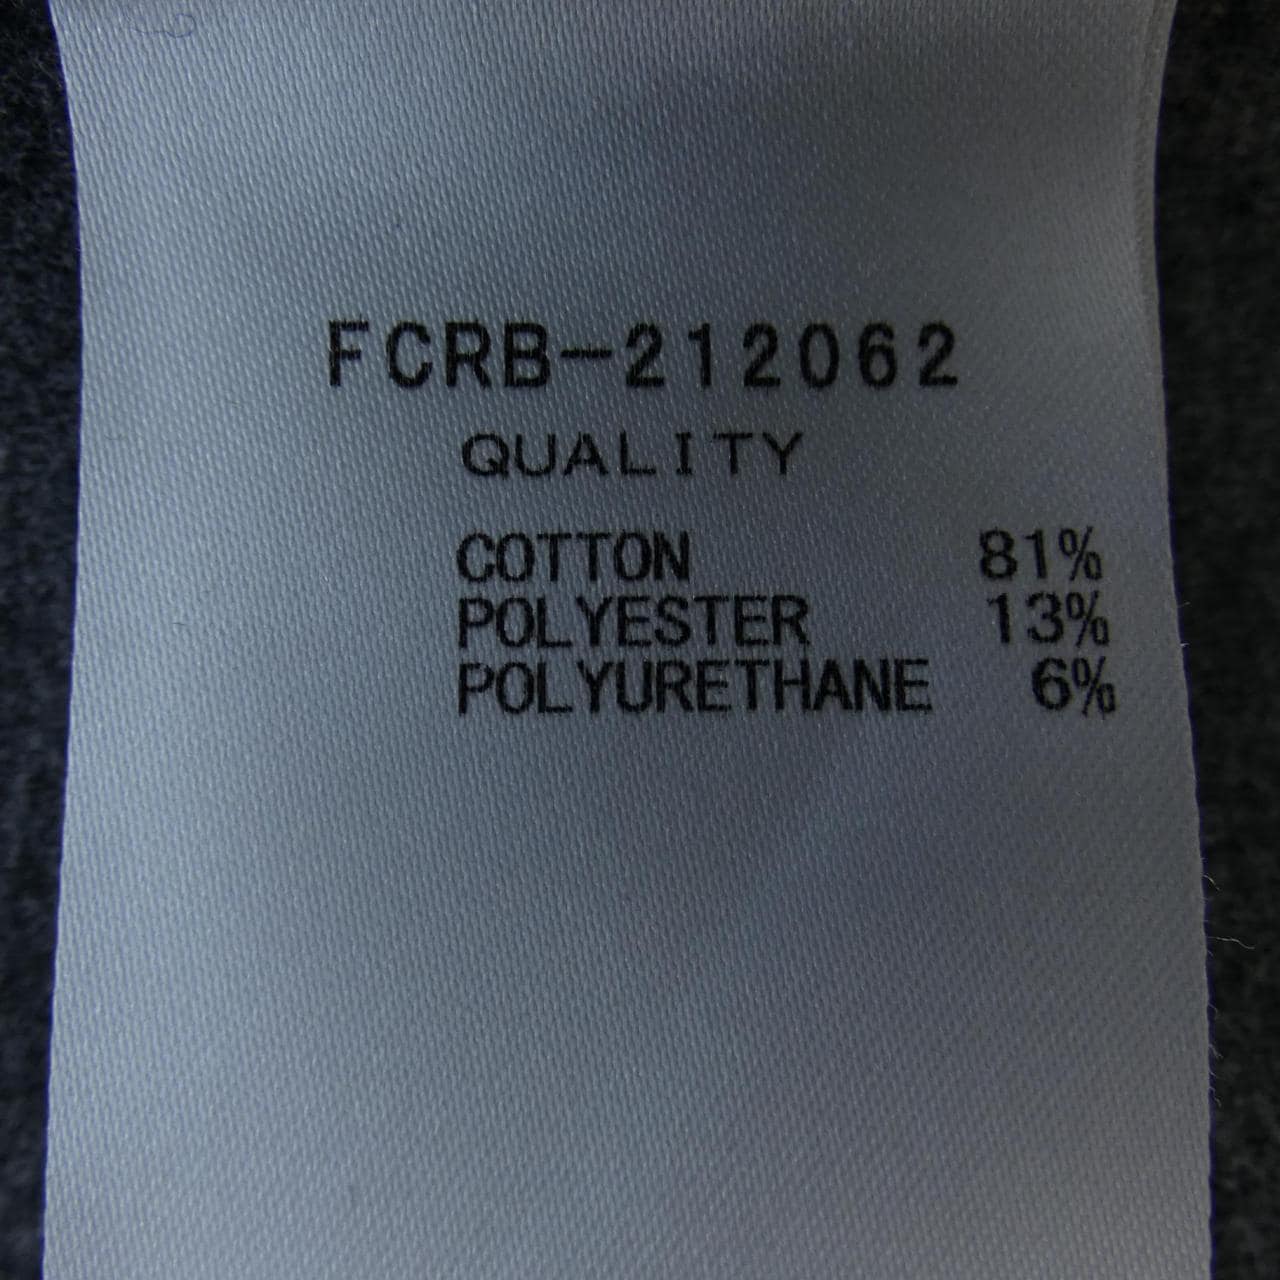 FCRB-212062
QUALITY
COTTON 81%
POLYESTER 13%
POLYURETHANE 6%